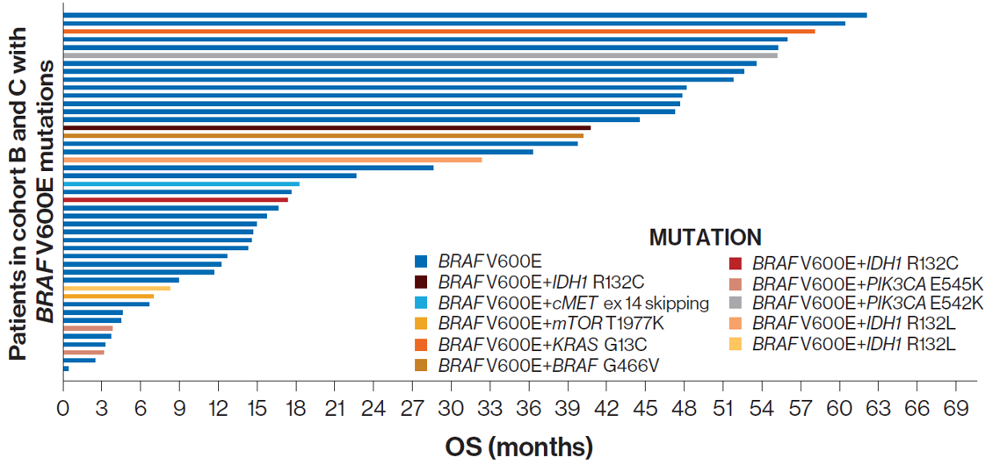 Patients in cohort B and C with
BRAF V600E mutations
MUTATION
BRAF V600E
BRAF V600E+IDH1 R132C
BRAF V600E+cMET ex 14 skipping
BRAF V600E+mTOR T1977K
BRAF V600E+KRAS G13C
BRAF V600E+BRAF G466V
BRAF V600E+IDH1 R132C
BRAF V600E+PIK3CA E545K
BRAF V600E+PIK3CA E542K
BRAF V600E+IDH1 R132L
BRAF V600E+IDH1 R132L
0 3 6 9 12 15 18 21 24 27 30 33 36 39 42 45 48 51 54 57 60 63 66 69
OS (months)